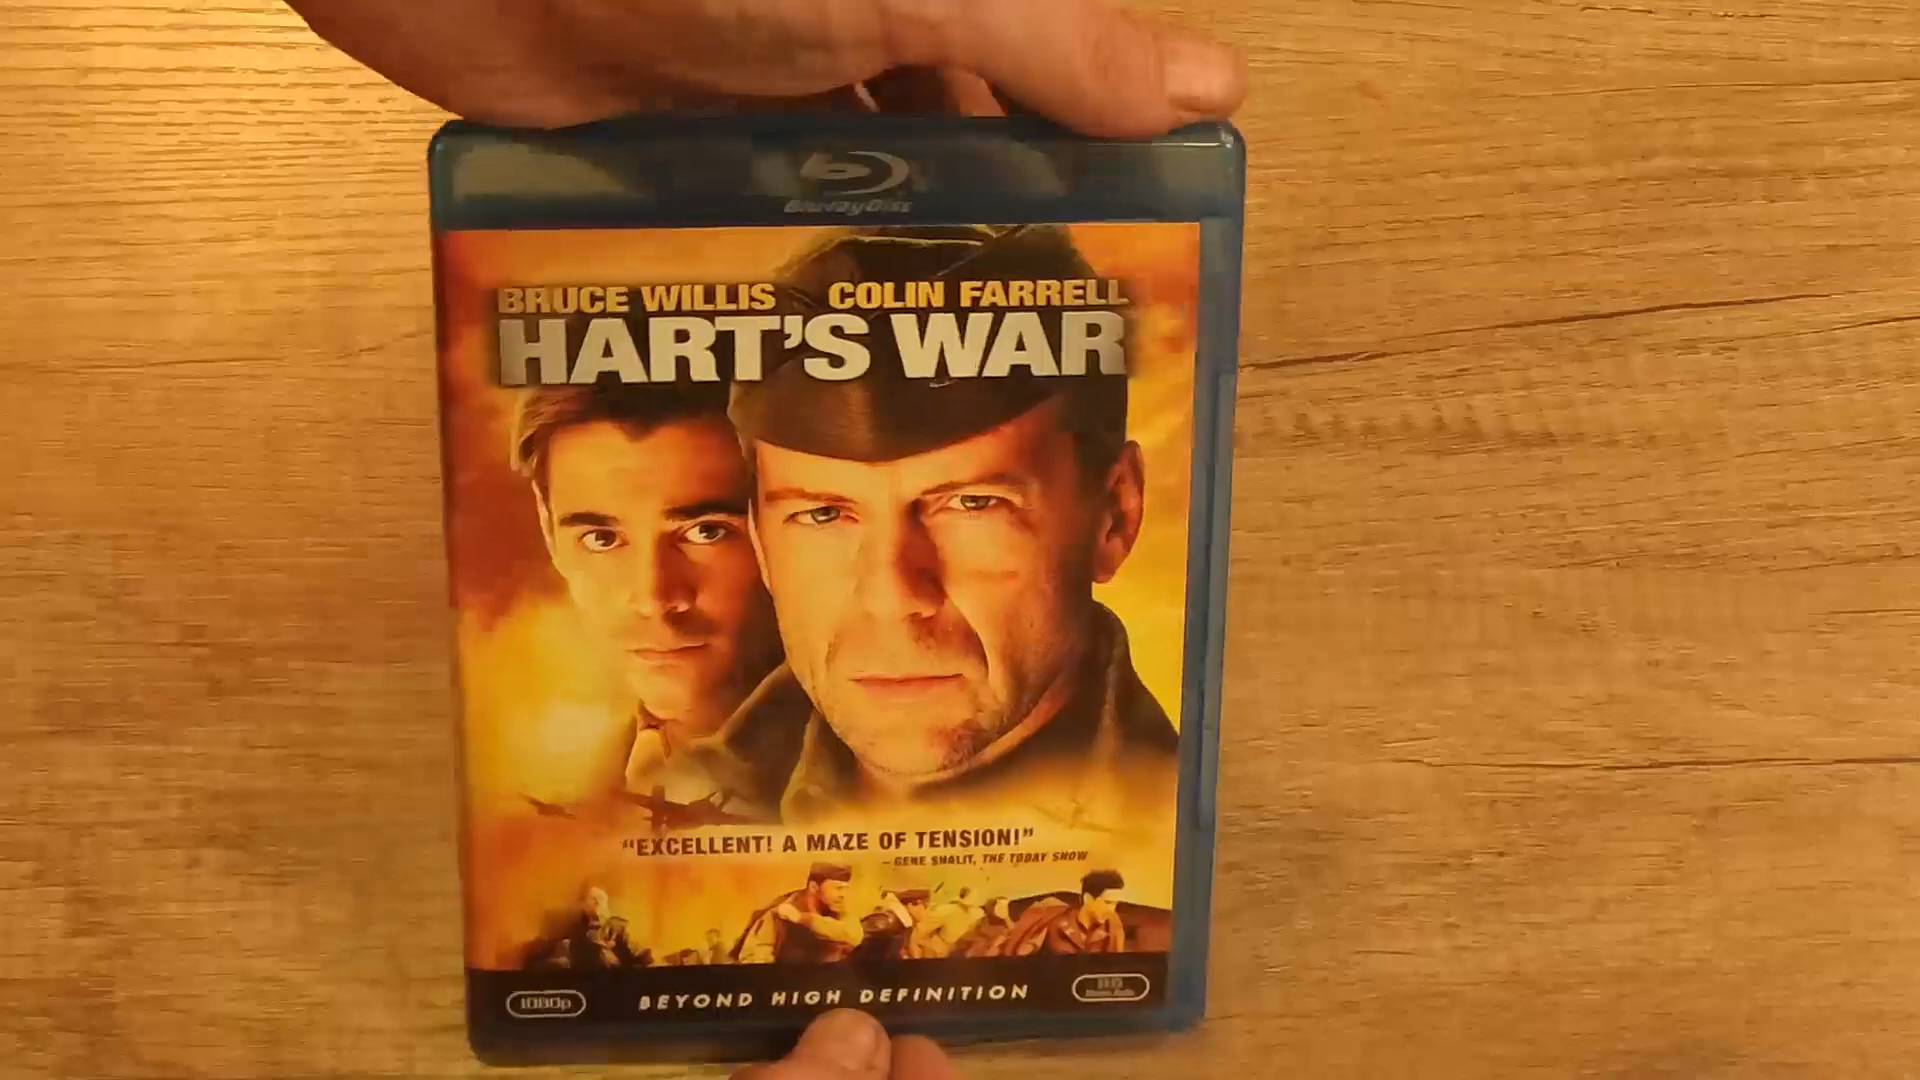 Blu-ray Disc
BRUCE WILLIS COLIN FARRELL
HART'S WAR
"EXCELLENT! A MAZE OF TENSION!"
– GENE SHALIT, THE TODAY SHOW
1080p BEYOND HIGH DEFINITION